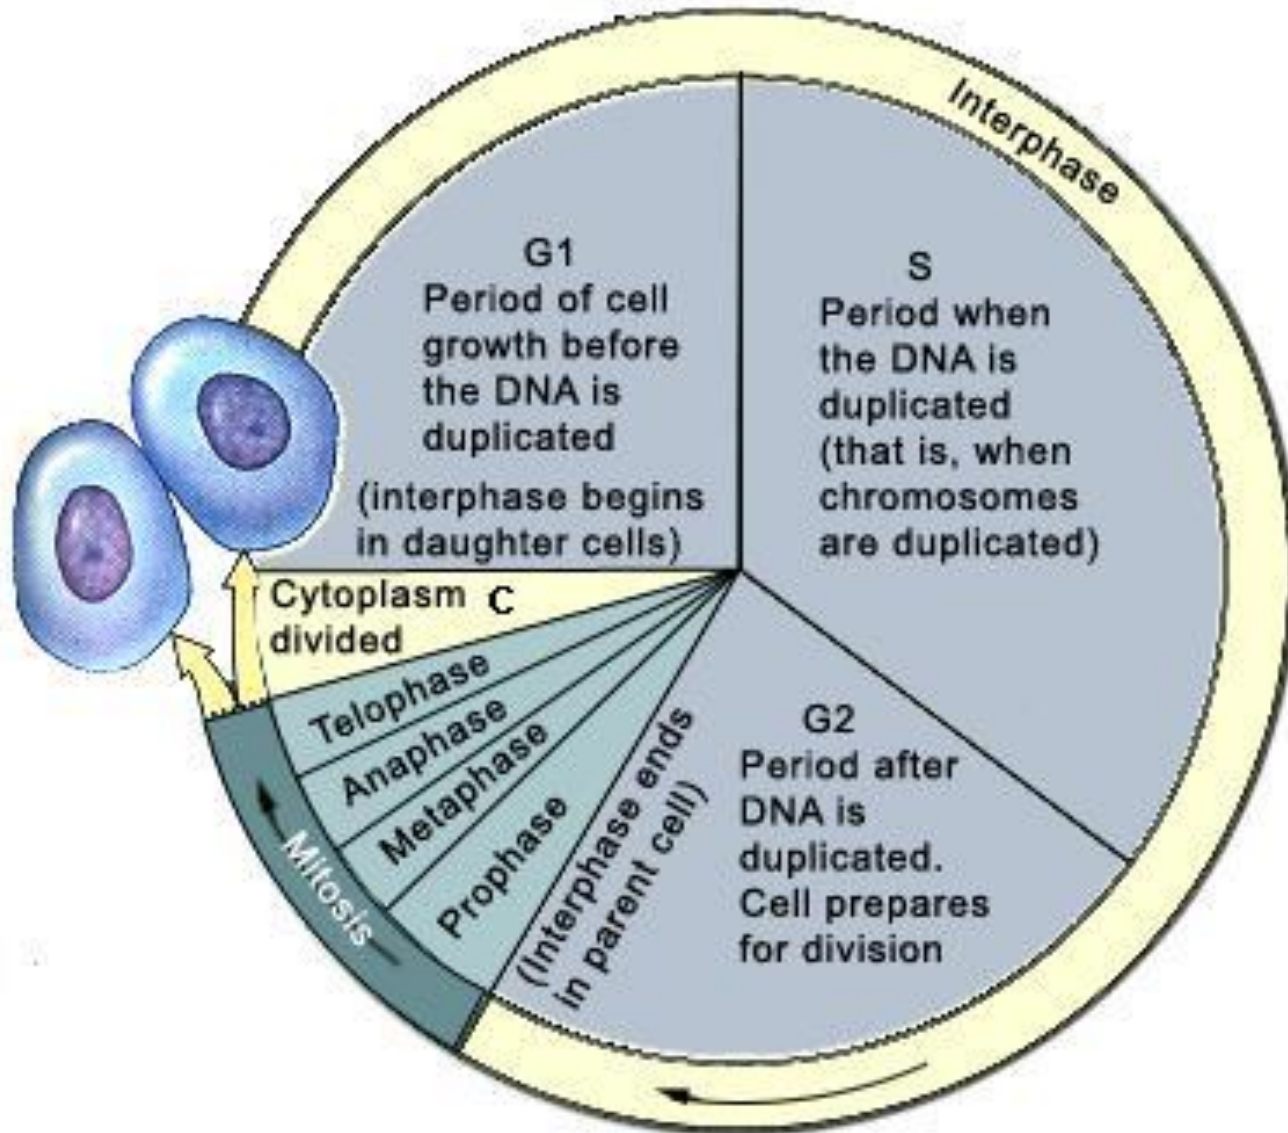 Interphase
G1
Period of cell
growth before
the DNA is
duplicated
(interphase begins
in daughter cells)
S
Period when
the DNA is
duplicated
(that is, when
chromosomes
are duplicated)
Cytoplasm C
divided
Telophase
Anaphase
Metaphase
Prophase
Mitosis
(Interphase ends
in parent cell)
G2
Period after
DNA is
duplicated.
Cell prepares
for division